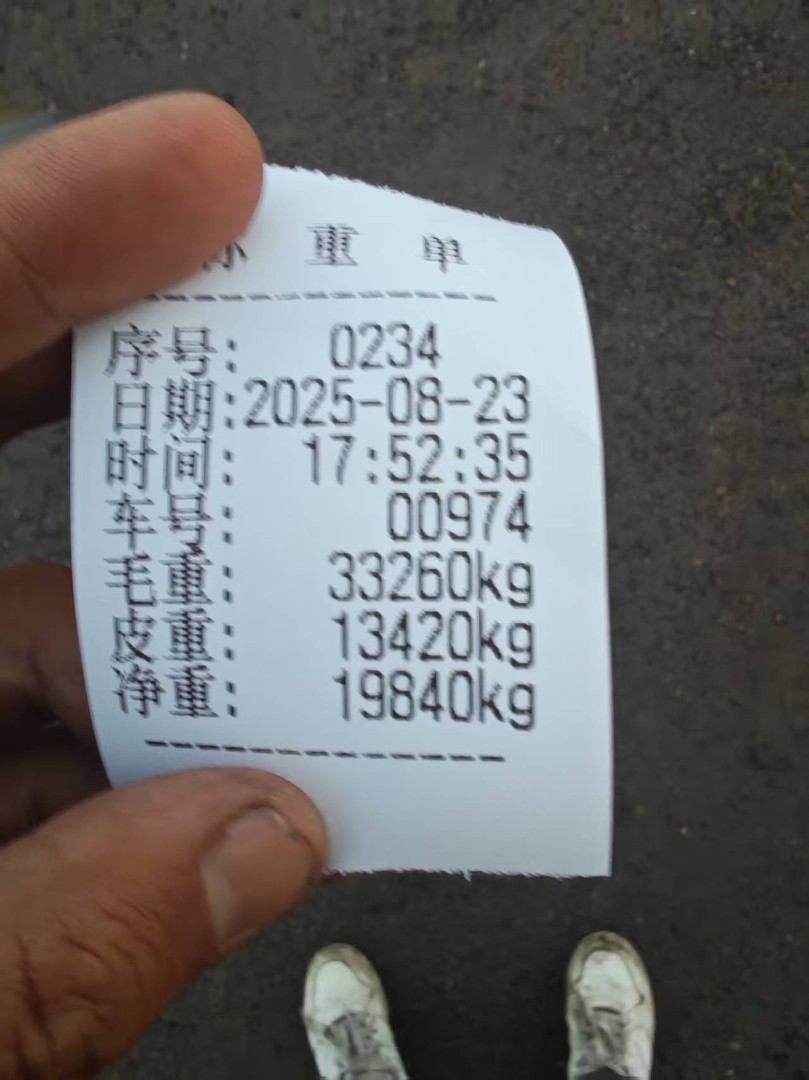 称 重 单
序号: 0234
日期:2025-08-23
时间: 17:52:35
车号: 00974
毛重: 33260kg
皮重: 13420kg
净重: 19840kg